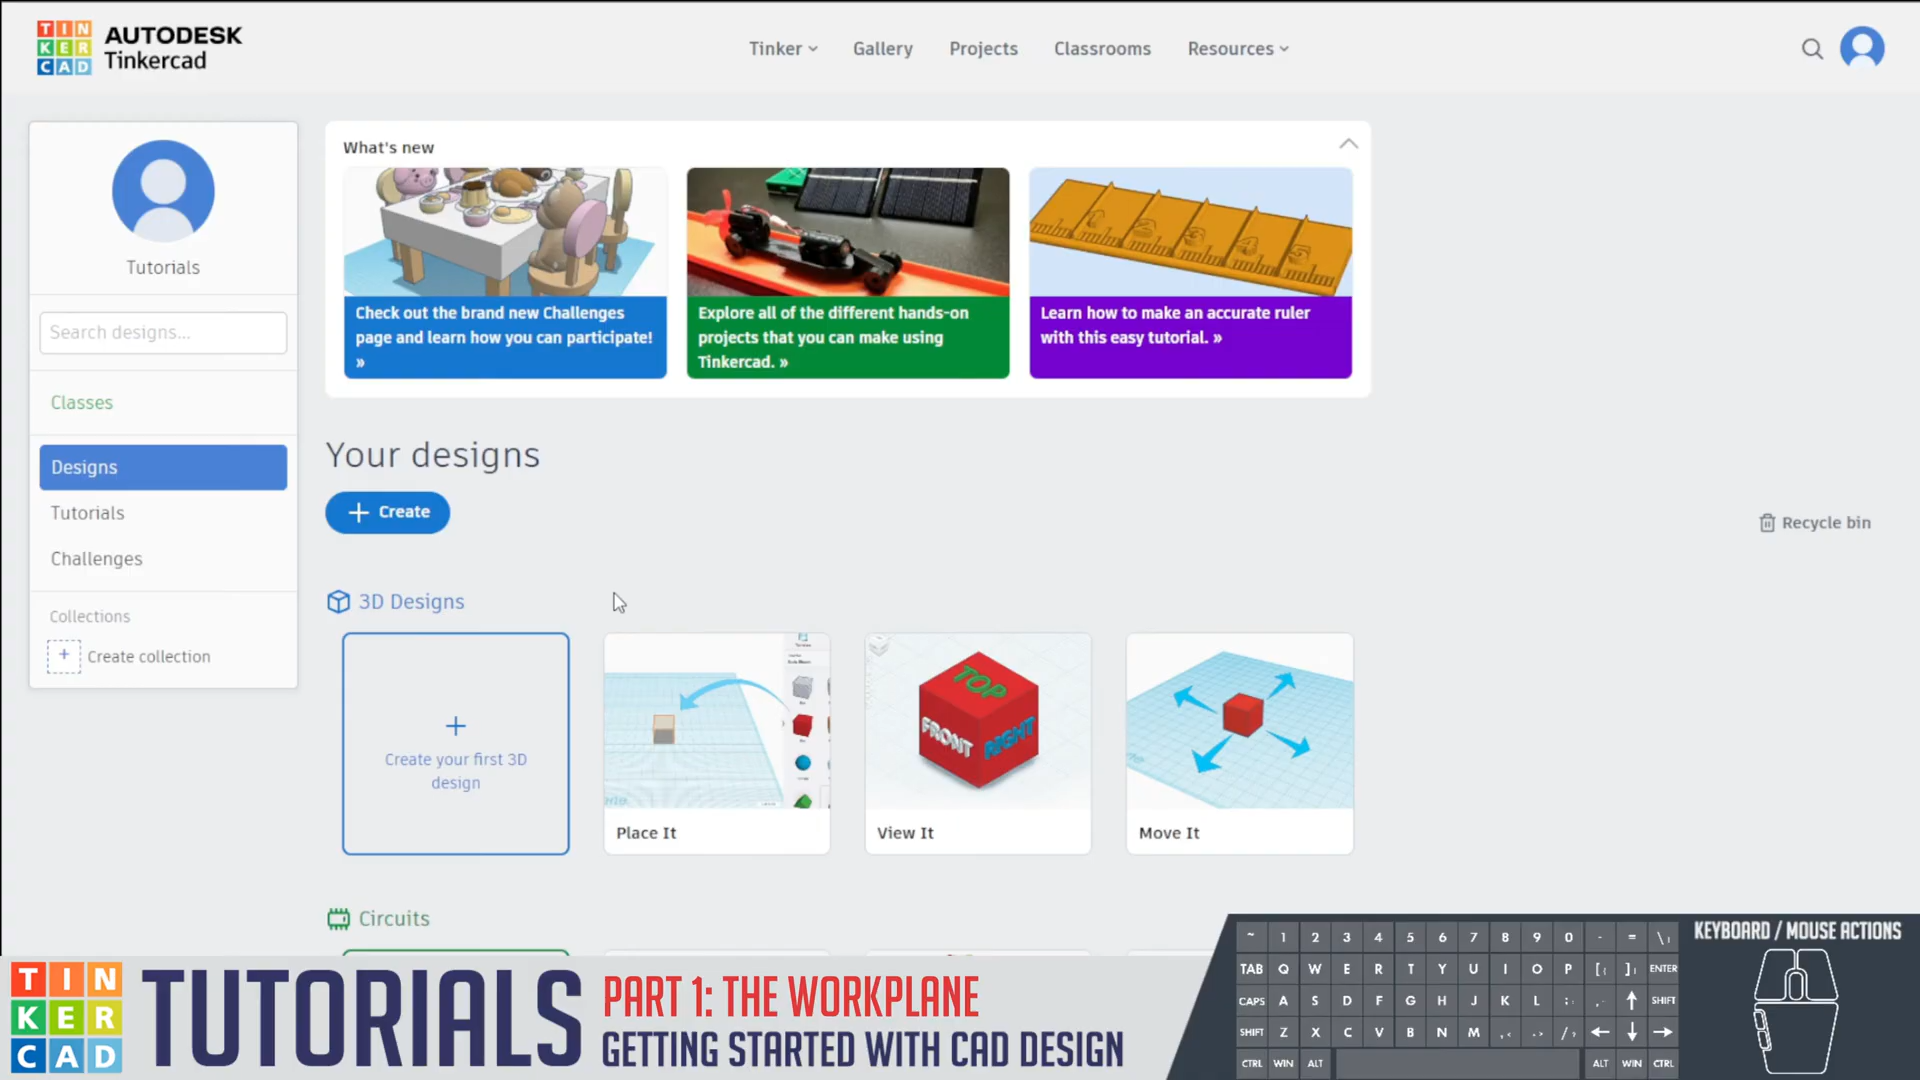 TINKERCAD
AUTODESK
Tinkercad
Tinker
Gallery
Projects
Classrooms
Resources
Tutorials
Search designs...
Classes
Designs
Tutorials
Challenges
Collections
+ Create collection
What's new
Check out the brand new Challenges
page and learn how you can participate!
»
Explore all of the different hands-on
projects that you can make using
Tinkercad. »
1 2 3 4 5
Learn how to make an accurate ruler
with this easy tutorial. »
Your designs
+ Create
Recycle bin
3D Designs
+
Create your first 3D
design
Place It
TOP
FRONT RIGHT
View It
Move It
Circuits
TIN
KER
CAD
TUTORIALS
PART 1: THE WORKPLANE
GETTING STARTED WITH CAD DESIGN
KEYBOARD / MOUSE ACTIONS
~ 1 2 3 4 5 6 7 8 9 0 - = \|
TAB Q W E R T Y U I O P [{ ]} ENTER
CAPS A S D F G H J K L ;: ↑ SHIFT
SHIFT Z X C V B N M ,< .> /? ← ↓ →
CTRL WIN ALT ALT WIN CTRL